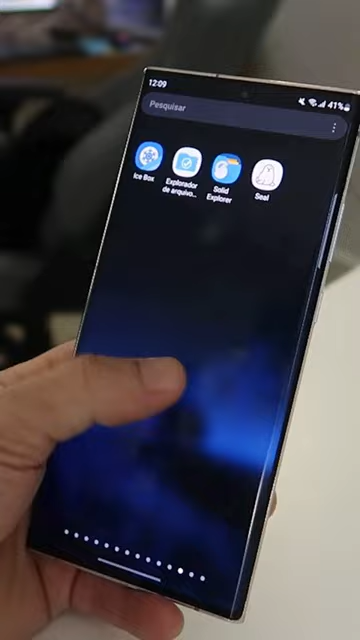 12:09
41%
Pesquisar
Ice Box
Explorador
de arquivo...
Solid
Explorer
Seal